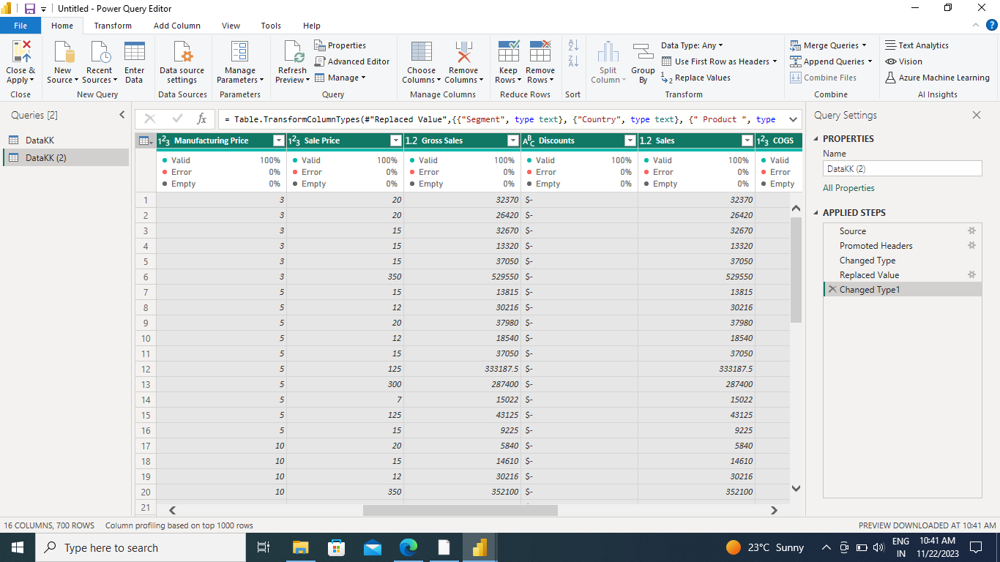 Untitled - Power Query Editor
File Home Transform Add Column View Tools Help ?
Close & Apply
Close
New Source
Recent Sources
Enter Data
New Query
Data source settings
Data Sources
Manage Parameters
Parameters
Refresh Preview
Properties
Advanced Editor
Manage
Query
Choose Columns
Remove Columns
Manage Columns
Keep Rows
Remove Rows
Reduce Rows
Sort
Split Column
Group By
Data Type: Any
Use First Row as Headers
Replace Values
Transform
Merge Queries
Append Queries
Combine Files
Combine
Text Analytics
Vision
Azure Machine Learning
AI Insights
Queries [2]
DataKK
DataKK (2)
fx = Table.TransformColumnTypes(#"Replaced Value",{{"Segment", type text}, {"Country", type text}, {" Product ", type
123 Manufacturing Price 123 Sale Price 1.2 Gross Sales ABC Discounts 1.2 Sales 123 COGS
Valid 100% Valid 100% Valid 100% Valid 100% Valid 100% Valid
Error 0% Error 0% Error 0% Error 0% Error 0% Error
Empty 0% Empty 0% Empty 0% Empty 0% Empty 0% Empty
1 3 20 32370 $- 32370
2 3 20 26420 $- 26420
3 3 15 32670 $- 32670
4 3 15 13320 $- 13320
5 3 15 37050 $- 37050
6 3 350 529550 $- 529550
7 5 15 13815 $- 13815
8 5 12 30216 $- 30216
9 5 20 37980 $- 37980
10 5 12 18540 $- 18540
11 5 15 37050 $- 37050
12 5 125 333187.5 $- 333187.5
13 5 300 287400 $- 287400
14 5 7 15022 $- 15022
15 5 125 43125 $- 43125
16 5 15 9225 $- 9225
17 10 20 5840 $- 5840
18 10 15 14610 $- 14610
19 10 12 30216 $- 30216
20 10 350 352100 $- 352100
21
Query Settings
PROPERTIES
Name
DataKK (2)
All Properties
APPLIED STEPS
Source
Promoted Headers
Changed Type
Replaced Value
Changed Type1
16 COLUMNS, 700 ROWS Column profiling based on top 1000 rows PREVIEW DOWNLOADED AT 10:41 AM
Type here to search
23°C Sunny
ENG
IN
10:41 AM
11/22/2023